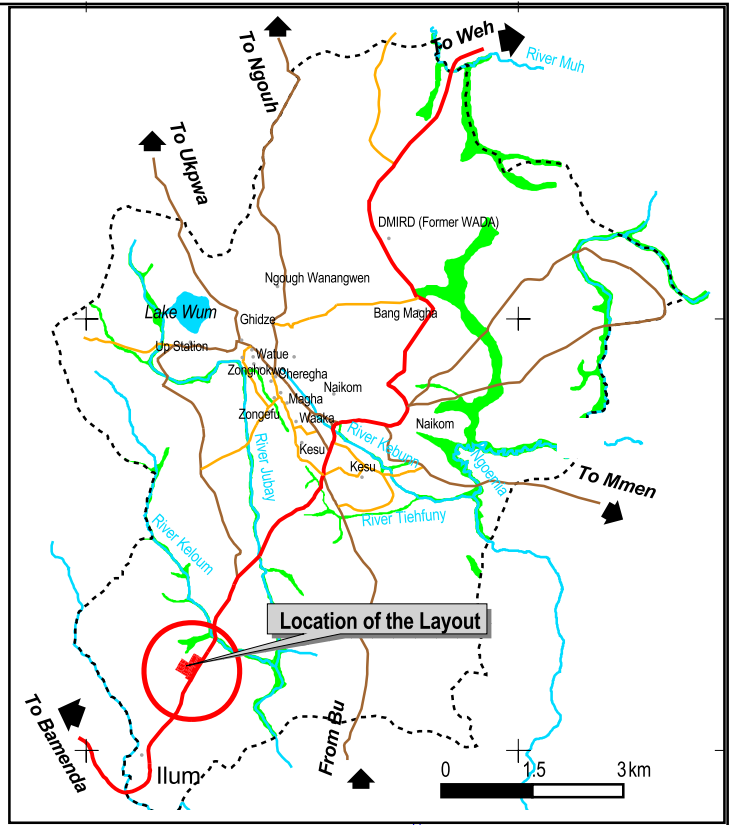 To Weh
River Muh
To Ngouh
To Ukpwa
DMIRD (Former WADA)
Ngough Wanangwen
Lake Wum
Ghidze
Bang Magha
Up Station
Watue
Zonghokwo
Cheregha
Naikom
Magha
Zongefu
Waaka
Naikom
River Kebunn
Kesu
Kesu
Ngoemia
To Mmen
River Jubay
River Tiehfuny
River Keloum
Location of the Layout
To Bamenda
From Bu
Ilum
0 1.5 3 km